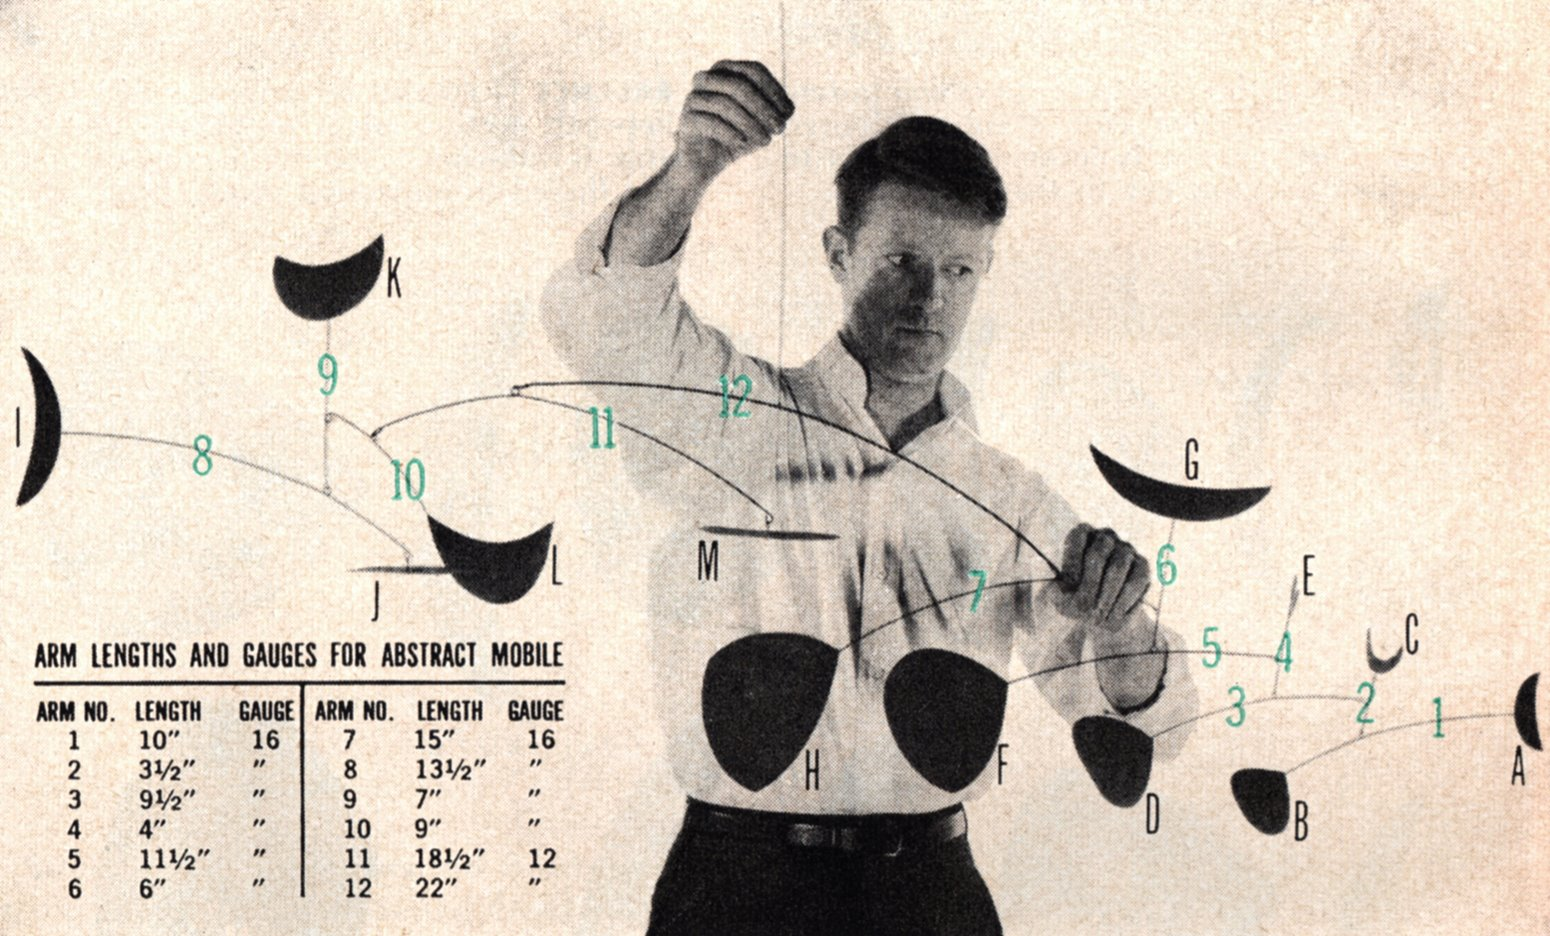 K
9
I
12
11
8
G
10
6
M
7
L
E
J
C
5
4
ARM LENGTHS AND GAUGES FOR ABSTRACT MOBILE
3
2
1
ARM NO. LENGTH GAUGE ARM NO. LENGTH GAUGE
1 10″ 16 7 15″ 16
2 3½″ ″ 8 13½″ ″
3 9½″ ″ 9 7″ ″
4 4″ ″ 10 9″ ″
5 11½″ ″ 11 18½″ 12
6 6″ ″ 12 22″ ″
H
F
D
B
A